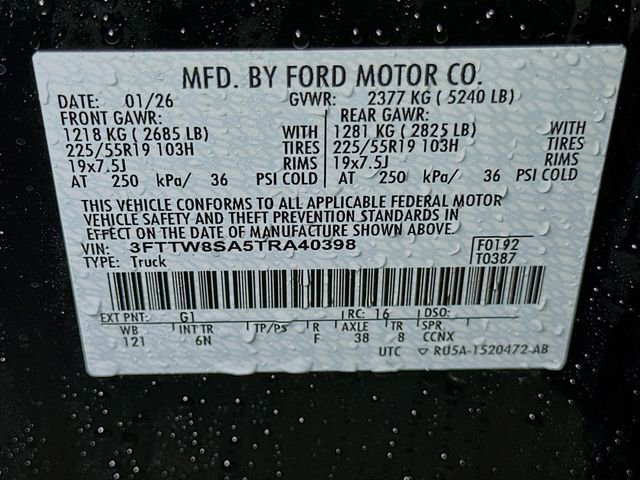 MFD. BY FORD MOTOR CO.
DATE: 01/26 GVWR: 2377 KG ( 5240 LB)
FRONT GAWR: REAR GAWR:
1218 KG ( 2685 LB) WITH 1281 KG ( 2825 LB) WITH
225/55R19 103H TIRES 225/55R19 103H TIRES
19x7.5J RIMS 19x7.5J RIMS
AT 250 kPa/ 36 PSI COLD AT 250 kPa/ 36 PSI COLD
THIS VEHICLE CONFORMS TO ALL APPLICABLE FEDERAL MOTOR
VEHICLE SAFETY AND THEFT PREVENTION STANDARDS IN
EFFECT ON THE DATE OF MANUFACTURE SHOWN ABOVE.
VIN: 3FTTW8SA5TRA40398 F0192
TYPE: Truck T0387
EXT PNT: G1 RC: 16 DSO:
WB INT TR TP/PS R AXLE TR SPR
121 6N F 38 8 CCNX
UTC ▽ RU5A-1520472-AB